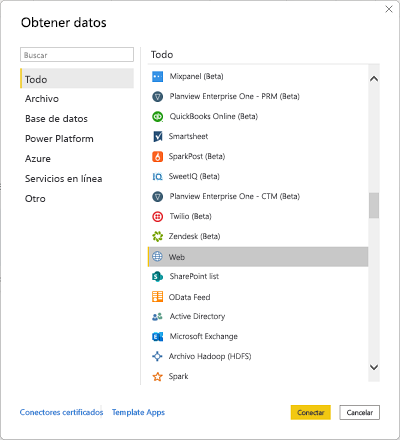 Obtener datos
Buscar
Todo
Archivo
Base de datos
Power Platform
Azure
Servicios en línea
Otro
Todo
Mixpanel (Beta)
Planview Enterprise One - PRM (Beta)
QuickBooks Online (Beta)
Smartsheet
SparkPost (Beta)
SweetIQ (Beta)
Planview Enterprise One - CTM (Beta)
Twilio (Beta)
Zendesk (Beta)
Web
SharePoint list
OData Feed
Active Directory
Microsoft Exchange
Archivo Hadoop (HDFS)
Spark
Conectores certificados Template Apps Conectar Cancelar